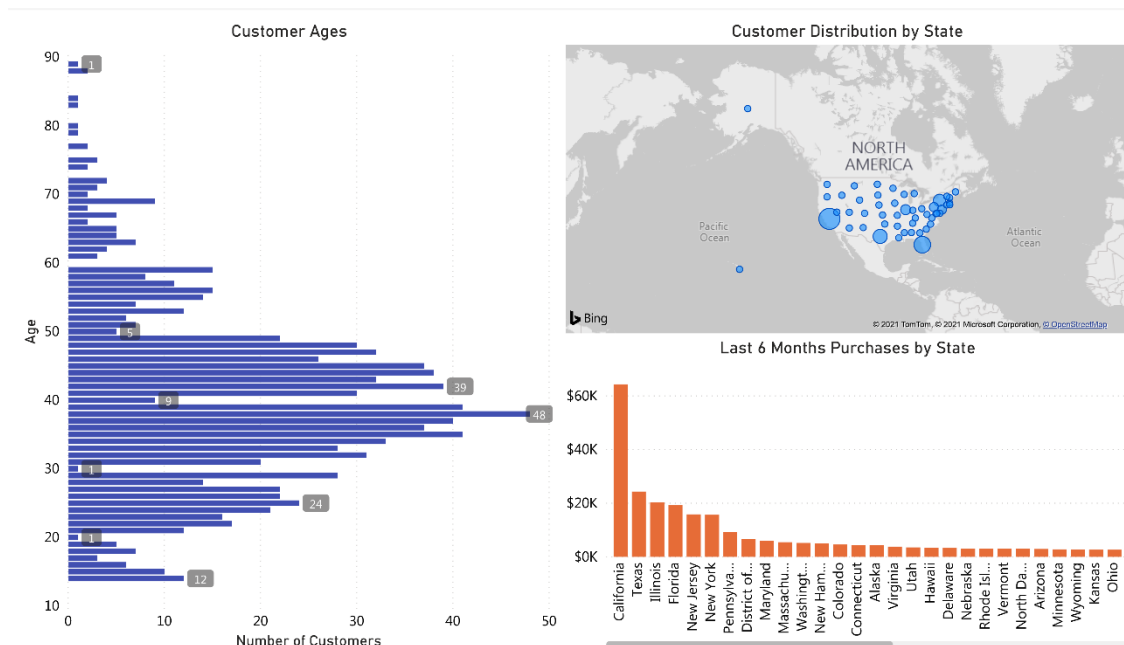 Customer Ages
90
80
70
60
50
40
30
20
10
Age
1
5
39
9
48
1
24
1
12
0
10
20
30
40
50
Number of Customers
Customer Distribution by State
NORTH
AMERICA
Pacific
Ocean
Atlantic
Ocean
Bing
© 2021 TomTom, © 2021 Microsoft Corporation, © OpenStreetMap
Last 6 Months Purchases by State
$60K
$40K
$20K
$0K
California
Texas
Illinois
Florida
New Jersey
New York
Pennsylva...
District of...
Maryland
Massachu...
Washingt...
New Ham...
Colorado
Connecticut
Alaska
Virginia
Utah
Hawaii
Delaware
Nebraska
Rhode Isl...
Vermont
North Da...
Arizona
Minnesota
Wyoming
Kansas
Ohio